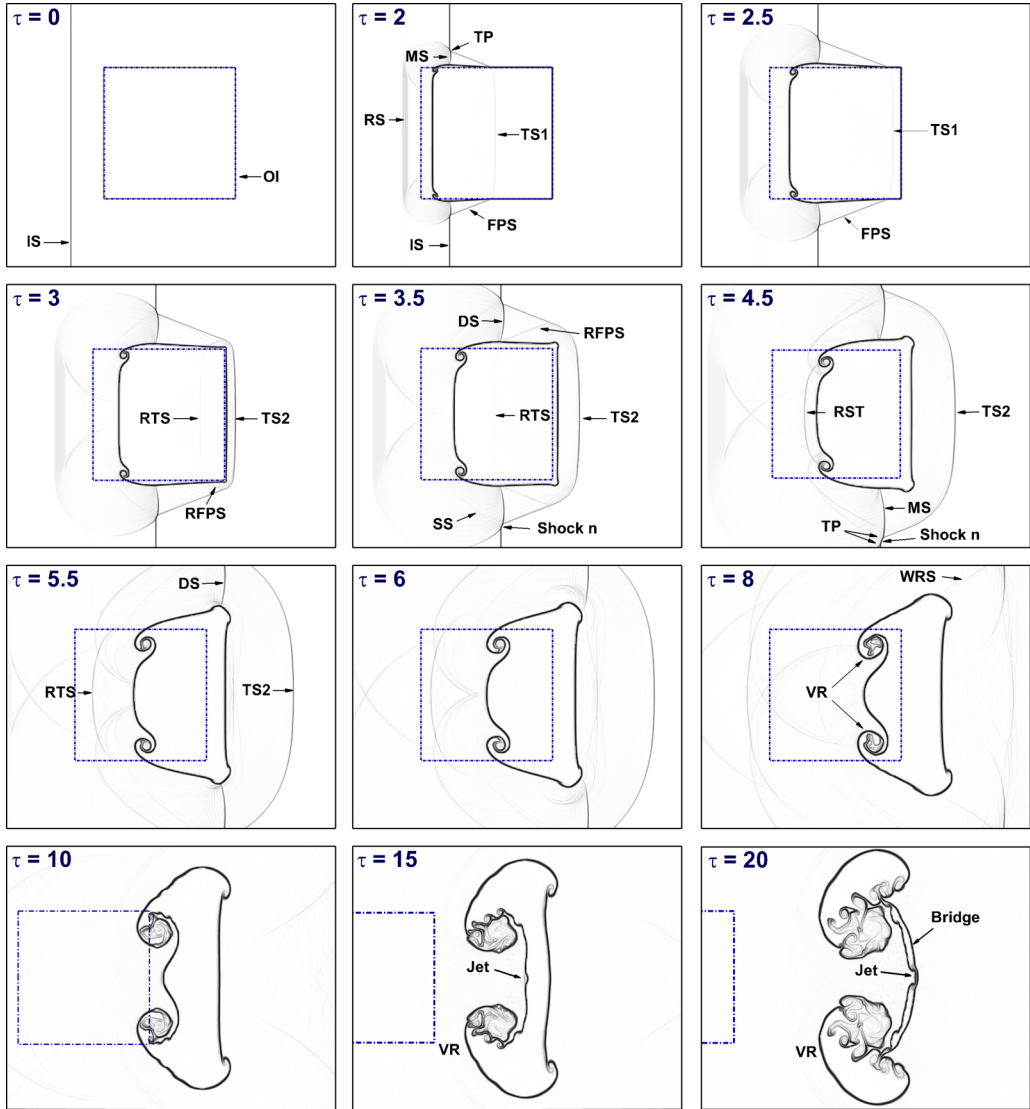 τ = 0
OI
IS
τ = 2
TP
MS
RS
TS1
FPS
IS
τ = 2.5
TS1
FPS
τ = 3
RTS
TS2
RFPS
τ = 3.5
DS
RFPS
RTS
TS2
SS
Shock n
τ = 4.5
RST
TS2
MS
TP
Shock n
τ = 5.5
DS
RTS
TS2
τ = 6
τ = 8
WRS
VR
τ = 10
τ = 15
Jet
VR
τ = 20
Bridge
Jet
VR